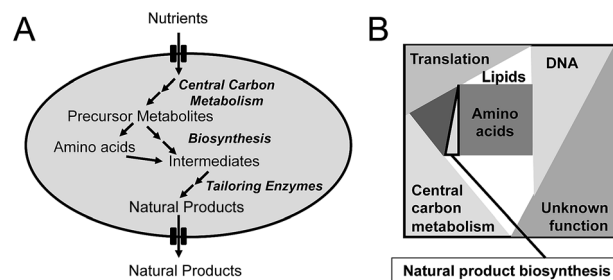 A
Nutrients
Central Carbon
Metabolism
Precursor Metabolites
Biosynthesis
Amino acids
Intermediates
Tailoring Enzymes
Natural Products
Natural Products
B
Translation
DNA
Lipids
Amino
acids
Central
carbon
metabolism
Unknown
function
Natural product biosynthesis